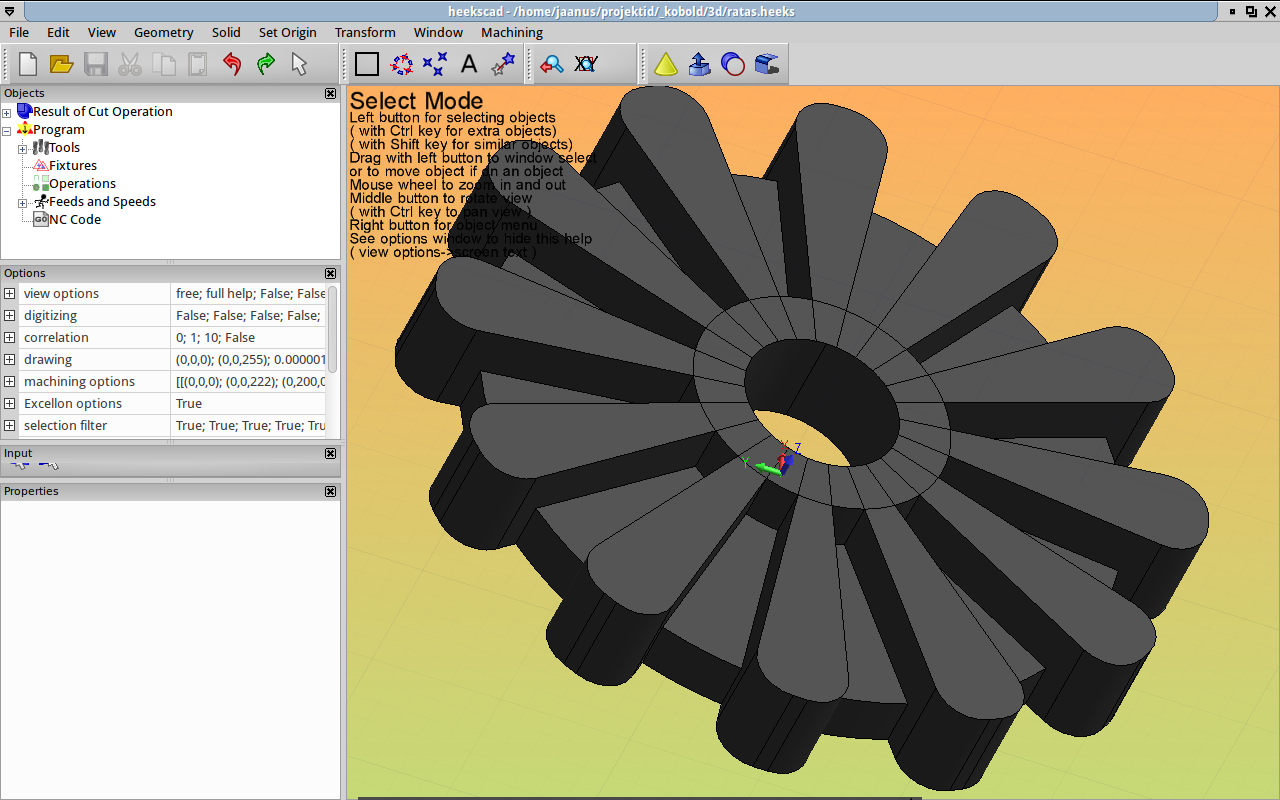 heekscad - /home/jaanus/projektid/_kobold/3d/ratas.heeks
File Edit View Geometry Solid Set Origin Transform Window Machining
Objects
Result of Cut Operation
Program
Tools
Fixtures
Operations
Feeds and Speeds
GO NC Code
Options
view options free; full help; False; False
digitizing False; False; False; False;
correlation 0; 1; 10; False
drawing (0,0,0); (0,0,255); 0.000001
machining options [[(0,0,0); (0,0,222); (0,200,0
Excellon options True
selection filter True; True; True; True; Tru
Input
Properties
Select Mode
Left button for selecting objects
( with Ctrl key for extra objects)
( with Shift key for similar objects)
Drag with left button to window select
or to move object if on an object
Mouse wheel to zoom in and out
Middle button to rotate view
( with Ctrl key to pan view )
Right button for object menu
See options window to hide this help
( view options->screen text )
Y
Z